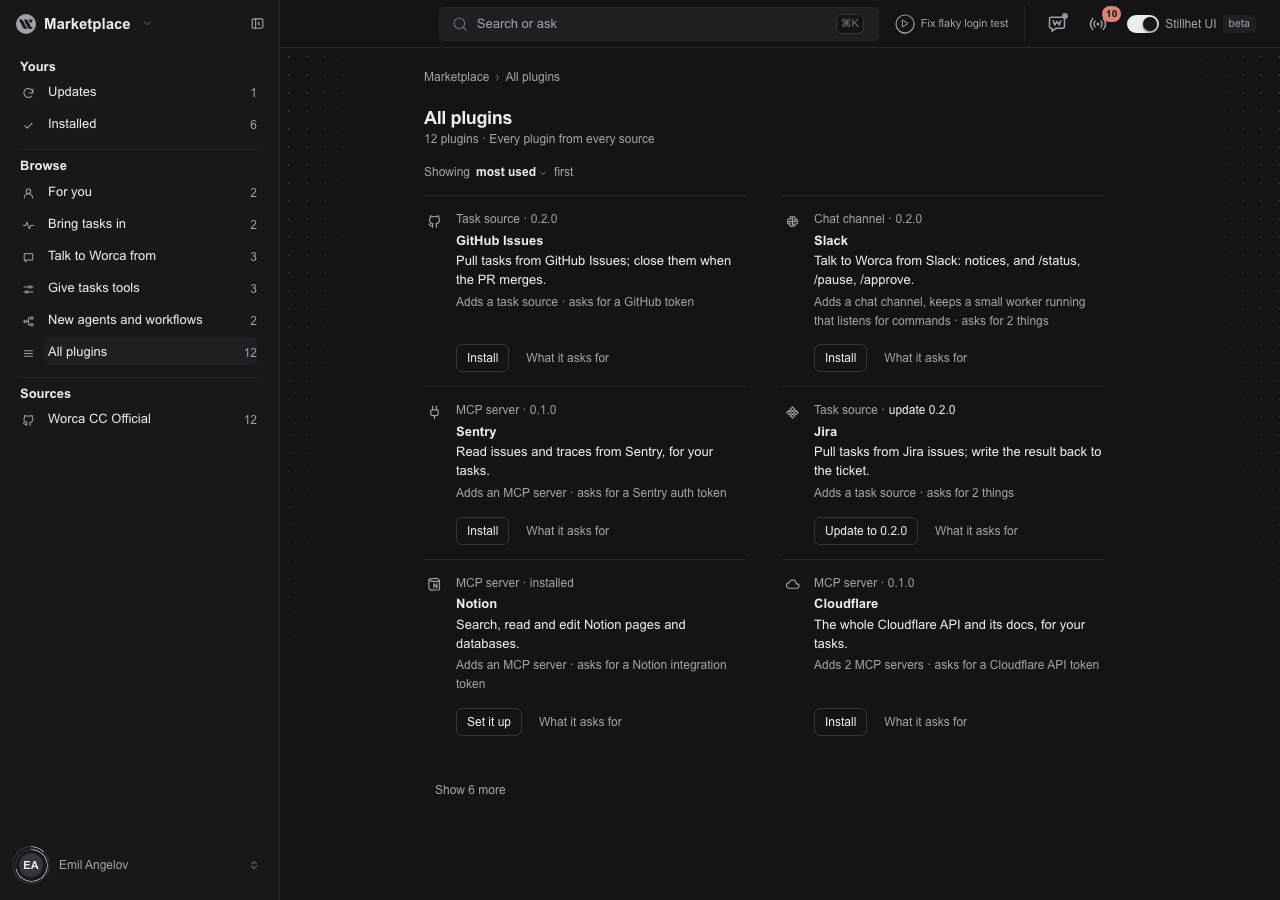 Marketplace
Search or ask
⌘K
Fix flaky login test
10
Stillhet UI
beta
Yours
Updates 1
Installed 6
Browse
For you 2
Bring tasks in 2
Talk to Worca from 3
Give tasks tools 3
New agents and workflows 2
All plugins 12
Sources
Worca CC Official 12
EA
Emil Angelov
Marketplace › All plugins
All plugins
12 plugins · Every plugin from every source
Showing most used first
Task source · 0.2.0
GitHub Issues
Pull tasks from GitHub Issues; close them when
the PR merges.
Adds a task source · asks for a GitHub token
Install What it asks for
Chat channel · 0.2.0
Slack
Talk to Worca from Slack: notices, and /status,
/pause, /approve.
Adds a chat channel, keeps a small worker running
that listens for commands · asks for 2 things
Install What it asks for
MCP server · 0.1.0
Sentry
Read issues and traces from Sentry, for your
tasks.
Adds an MCP server · asks for a Sentry auth token
Install What it asks for
Task source · update 0.2.0
Jira
Pull tasks from Jira issues; write the result back to
the ticket.
Adds a task source · asks for 2 things
Update to 0.2.0 What it asks for
MCP server · installed
Notion
Search, read and edit Notion pages and
databases.
Adds an MCP server · asks for a Notion integration
token
Set it up What it asks for
MCP server · 0.1.0
Cloudflare
The whole Cloudflare API and its docs, for your
tasks.
Adds 2 MCP servers · asks for a Cloudflare API token
Install What it asks for
Show 6 more